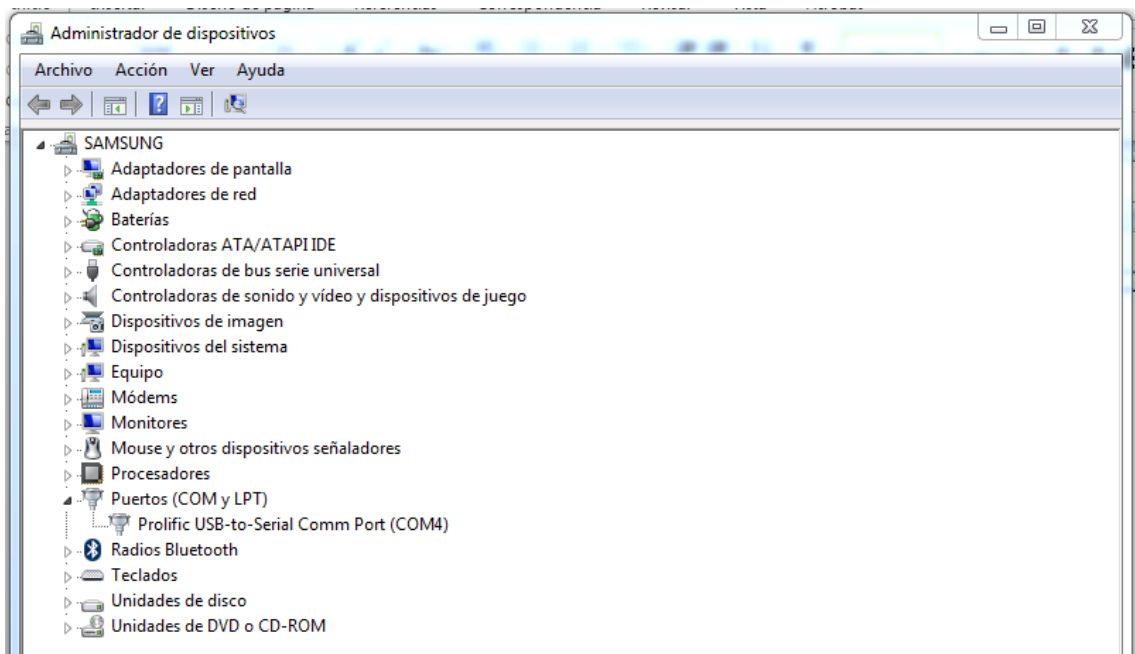 Administrador de dispositivos
Archivo Acción Ver Ayuda
SAMSUNG
Adaptadores de pantalla
Adaptadores de red
Baterías
Controladoras ATA/ATAPI IDE
Controladoras de bus serie universal
Controladoras de sonido y vídeo y dispositivos de juego
Dispositivos de imagen
Dispositivos del sistema
Equipo
Módems
Monitores
Mouse y otros dispositivos señaladores
Procesadores
Puertos (COM y LPT)
Prolific USB-to-Serial Comm Port (COM4)
Radios Bluetooth
Teclados
Unidades de disco
Unidades de DVD o CD-ROM